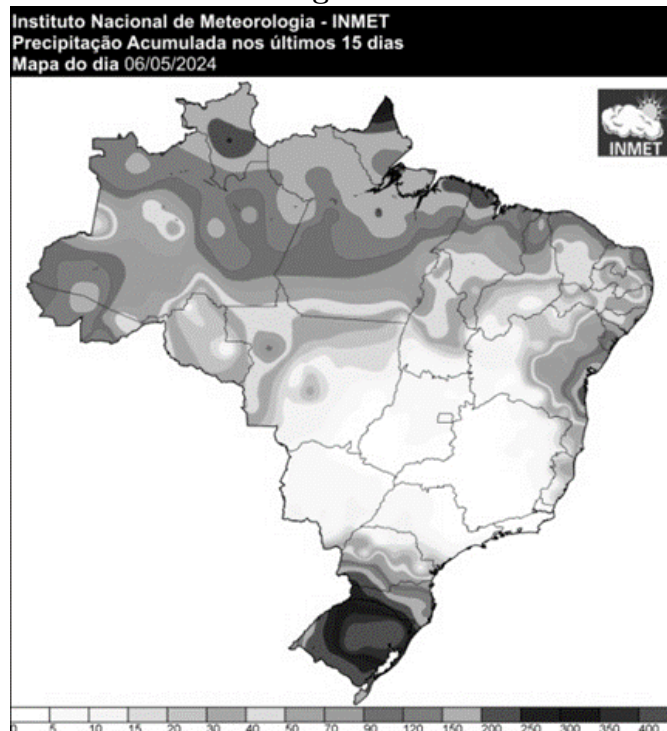 Instituto Nacional de Meteorologia - INMET
Precipitação Acumulada nos últimos 15 dias
Mapa do dia 06/05/2024
INMET
0 5 10 15 20 30 40 50 70 90 120 150 200 250 300 350 400